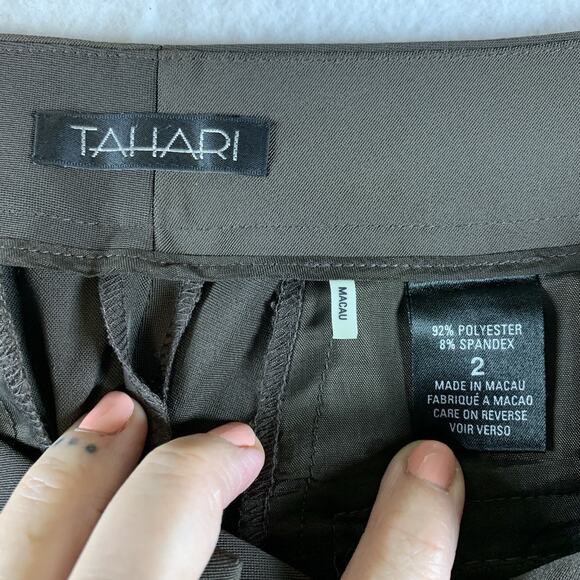 TAHARI
MACAU
92% POLYESTER
8% SPANDEX
2
MADE IN MACAU
FABRIQUÉ A MACAO
CARE ON REVERSE
VOIR VERSO